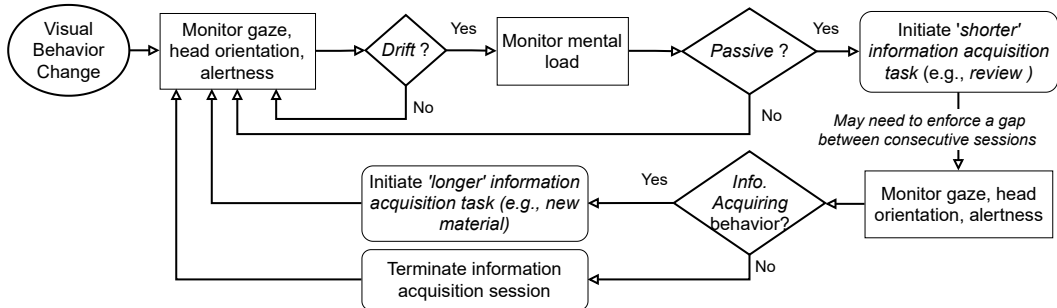 Visual
Behavior
Change
Monitor gaze,
head orientation,
alertness
Drift ?
Yes
No
Monitor mental
load
Passive ?
Yes
No
Initiate 'shorter'
information acquisition
task (e.g., review )
May need to enforce a gap
between consecutive sessions
Monitor gaze, head
orientation, alertness
Info.
Acquiring
behavior?
Yes
No
Initiate 'longer' information
acquisition task (e.g., new
material)
Terminate information
acquisition session